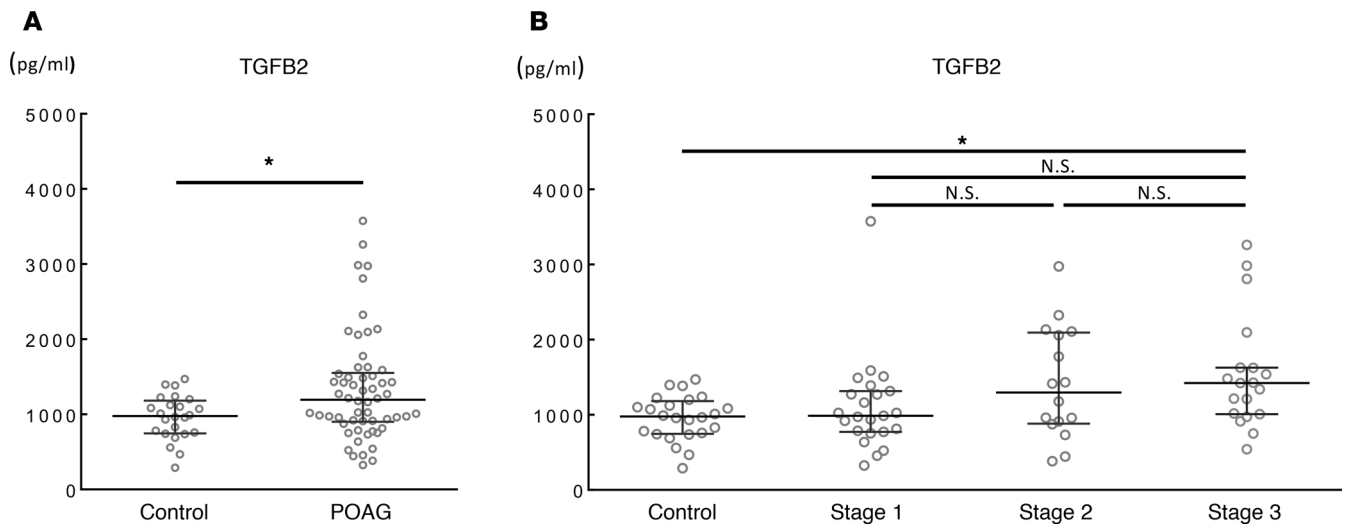 A
(pg/ml)
TGFB2
5000
4000
3000
2000
1000
0
*
Control
POAG
B
(pg/ml)
TGFB2
5000
4000
3000
2000
1000
0
*
N.S.
N.S.
N.S.
Control
Stage 1
Stage 2
Stage 3